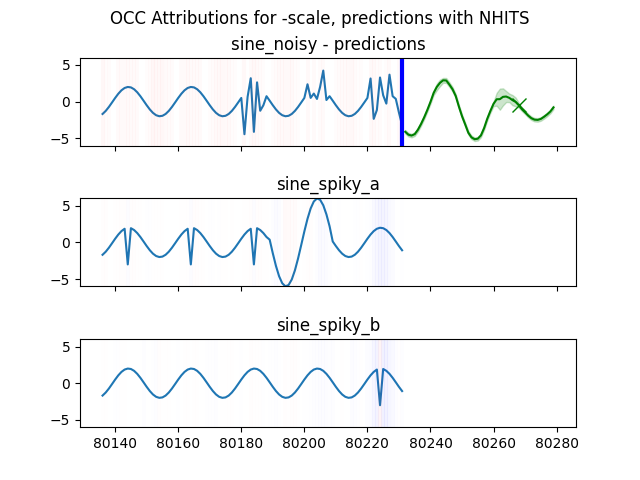 OCC Attributions for -scale, predictions with NHITS
sine_noisy - predictions
5
0
−5
sine_spiky_a
5
0
−5
sine_spiky_b
5
0
−5
80140 80160 80180 80200 80220 80240 80260 80280